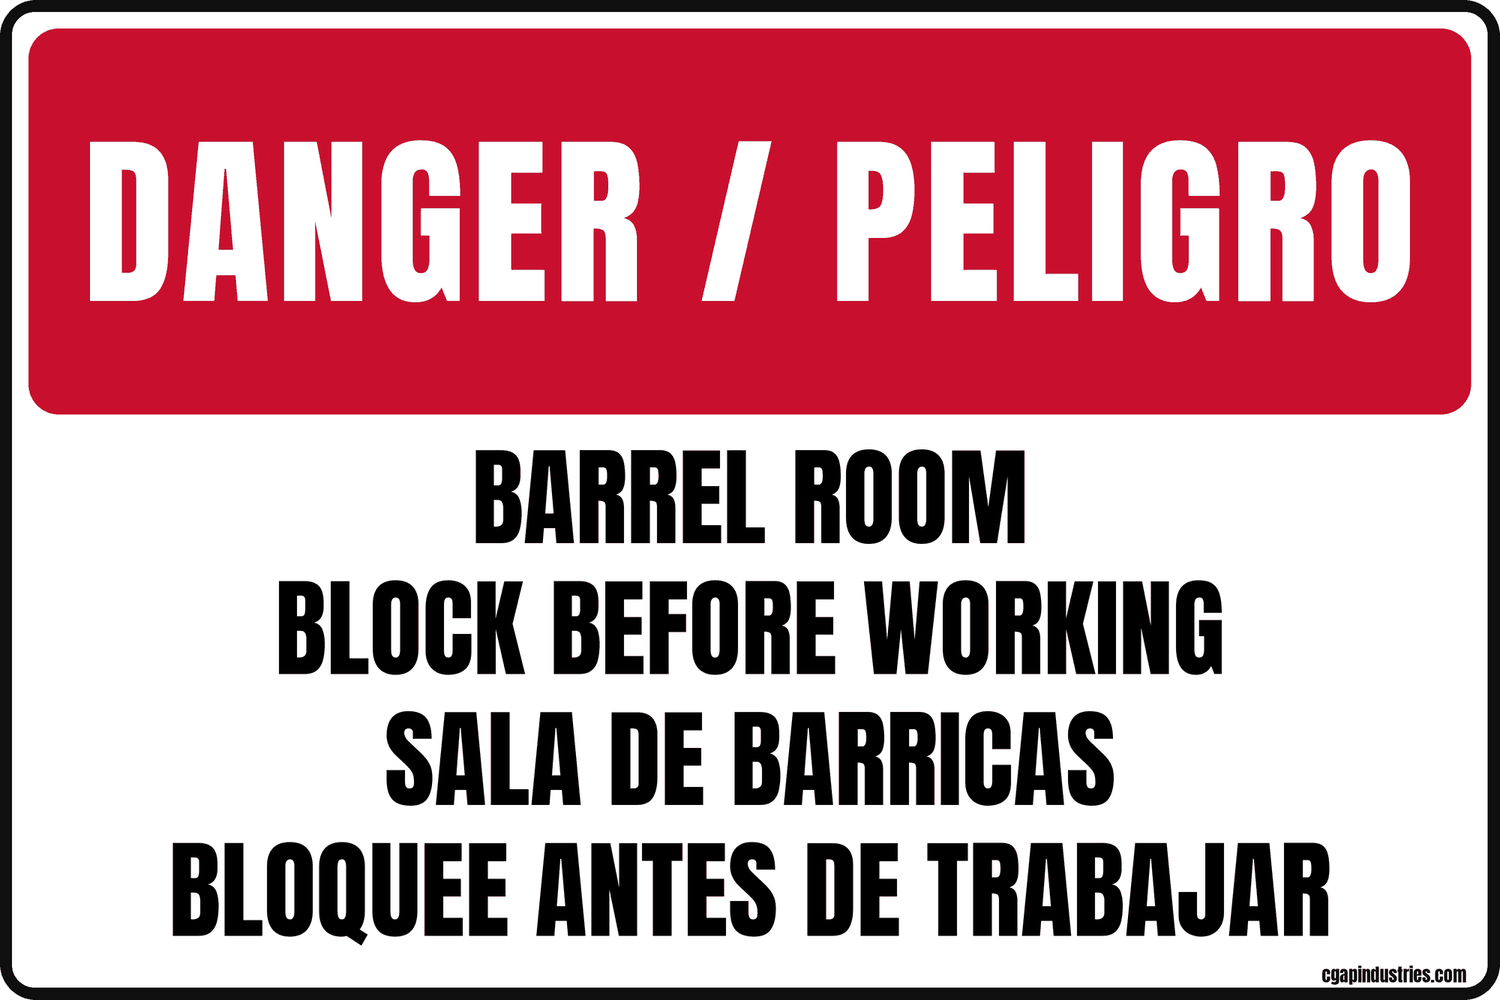 DANGER / PELIGRO
BARREL ROOM
BLOCK BEFORE WORKING
SALA DE BARRICAS
BLOQUEE ANTES DE TRABAJAR
cgapindustries.com